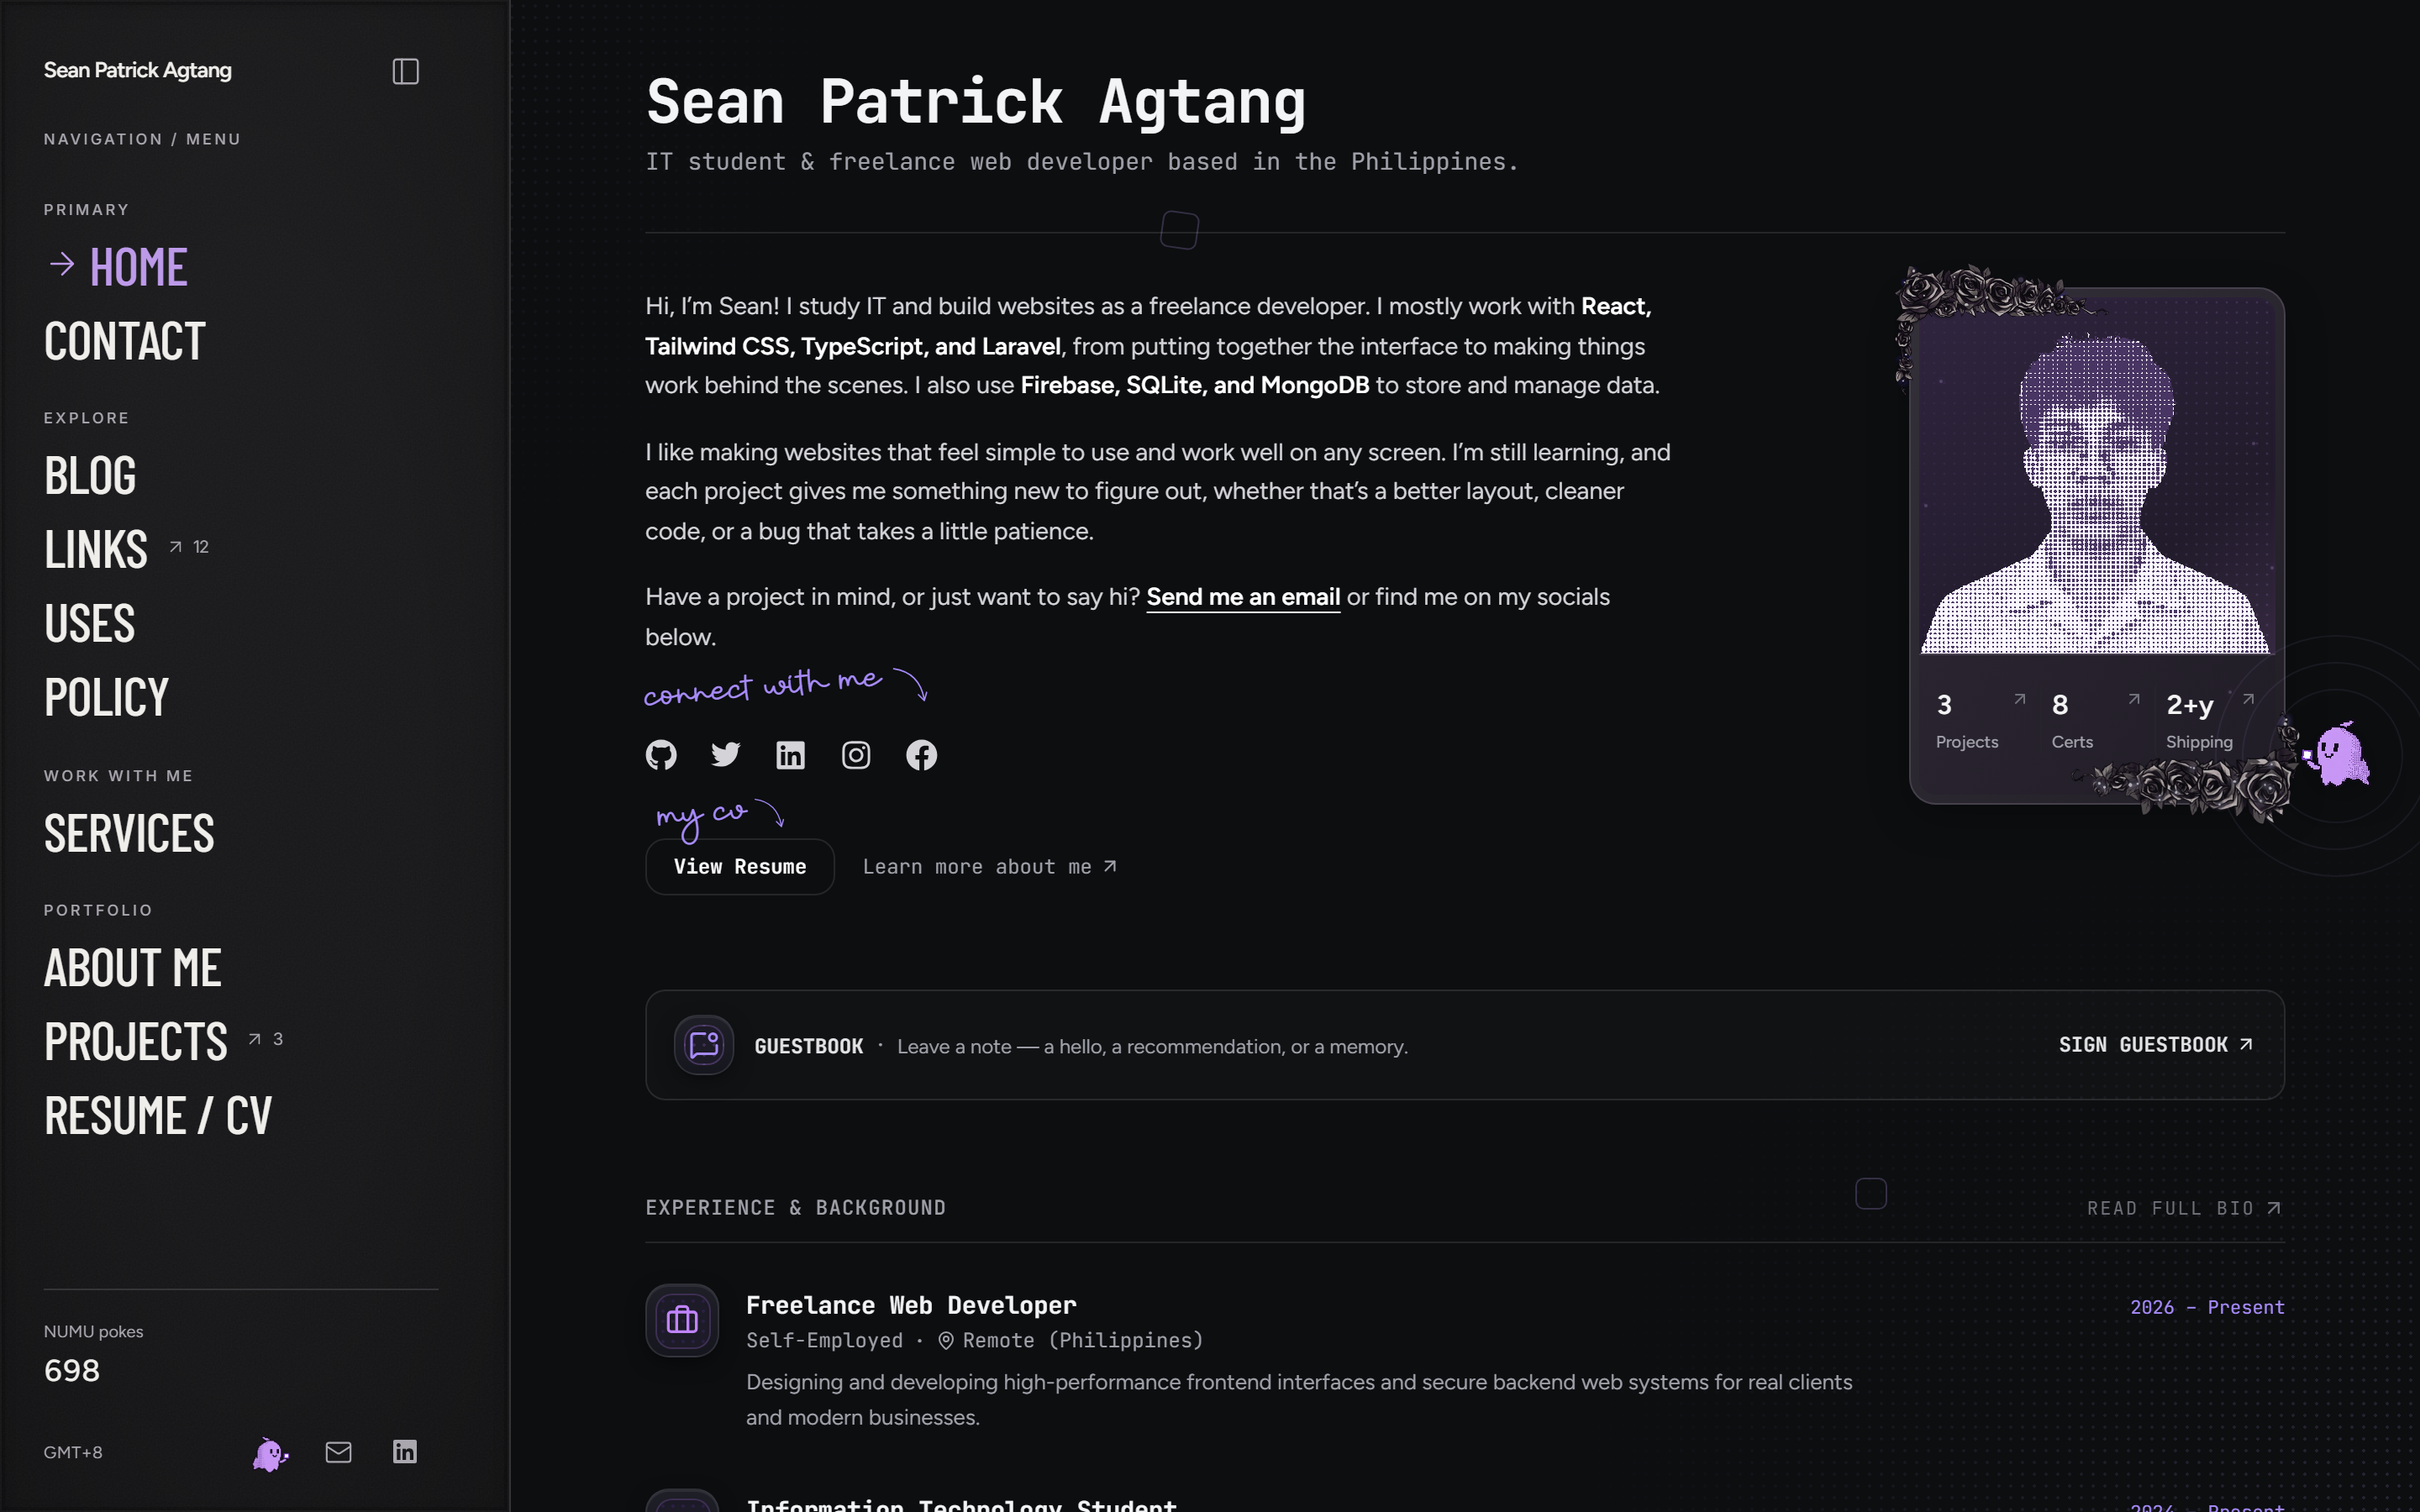 Sean Patrick Agtang
NAVIGATION / MENU
PRIMARY
HOME
CONTACT
EXPLORE
BLOG
LINKS 12
USES
POLICY
WORK WITH ME
SERVICES
PORTFOLIO
ABOUT ME
PROJECTS 3
RESUME / CV
NUMU pokes
698
GMT+8
Sean Patrick Agtang
IT student & freelance web developer based in the Philippines.
Hi, I’m Sean! I study IT and build websites as a freelance developer. I mostly work with React,
Tailwind CSS, TypeScript, and Laravel, from putting together the interface to making things
work behind the scenes. I also use Firebase, SQLite, and MongoDB to store and manage data.
I like making websites that feel simple to use and work well on any screen. I’m still learning, and
each project gives me something new to figure out, whether that’s a better layout, cleaner
code, or a bug that takes a little patience.
Have a project in mind, or just want to say hi? Send me an email or find me on my socials
below.
connect with me
my cv
View Resume Learn more about me
3 8 2+y
Projects Certs Shipping
GUESTBOOK · Leave a note — a hello, a recommendation, or a memory. SIGN GUESTBOOK
EXPERIENCE & BACKGROUND READ FULL BIO
Freelance Web Developer 2026 – Present
Self-Employed · Remote (Philippines)
Designing and developing high-performance frontend interfaces and secure backend web systems for real clients
and modern businesses.
Information Technology Student 2024 – Present